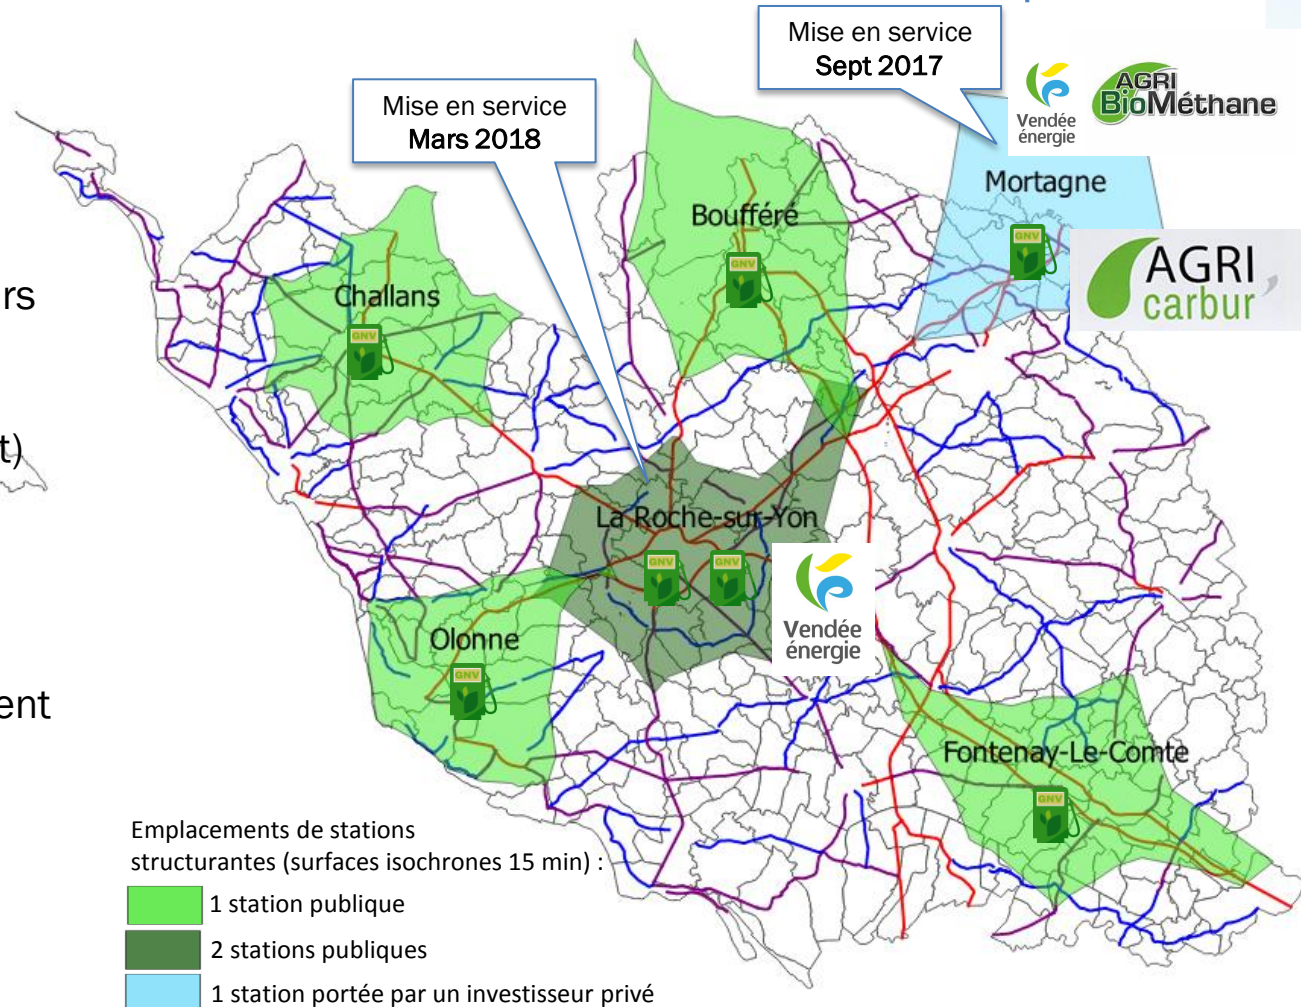 Mise en service
Sept 2017
Mise en service
Mars 2018
Vendée
énergie
AGRI
BioMéthane
Mortagne
Boufféré
GNV
GNV
AGRI
carbur'
rs
Challans
GNV
t)
La Roche-sur-Yon
GNV
GNV
Vendée
énergie
Olonne
GNV
ent
Fontenay-Le-Comte
GNV
Emplacements de stations
structurantes (surfaces isochrones 15 min) :
1 station publique
2 stations publiques
1 station portée par un investisseur privé